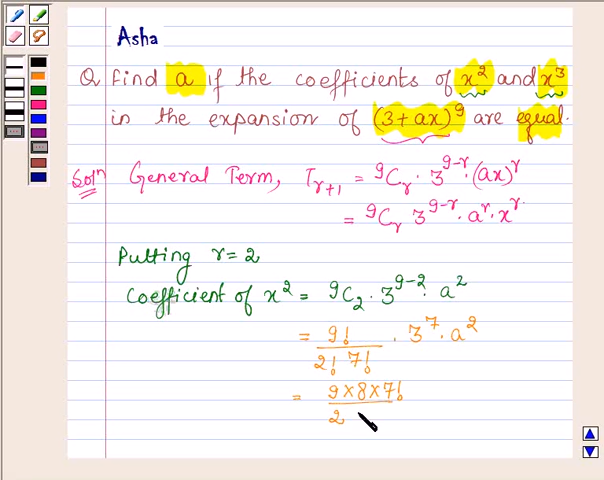 Asha
Q Find a if the coefficients of x² and x³
in the expansion of (3+ax)⁹ are equal.
Solⁿ General Term, Tᵣ₊₁ = ⁹Cᵣ · 3⁹⁻ʳ · (ax)ʳ
= ⁹Cᵣ 3⁹⁻ʳ · aʳ · xʳ
Putting r = 2
Coefficient of x² = ⁹C₂ · 3⁹⁻² · a²
= 9! / 2! 7! · 3⁷ · a²
= 9×8×7! / 2